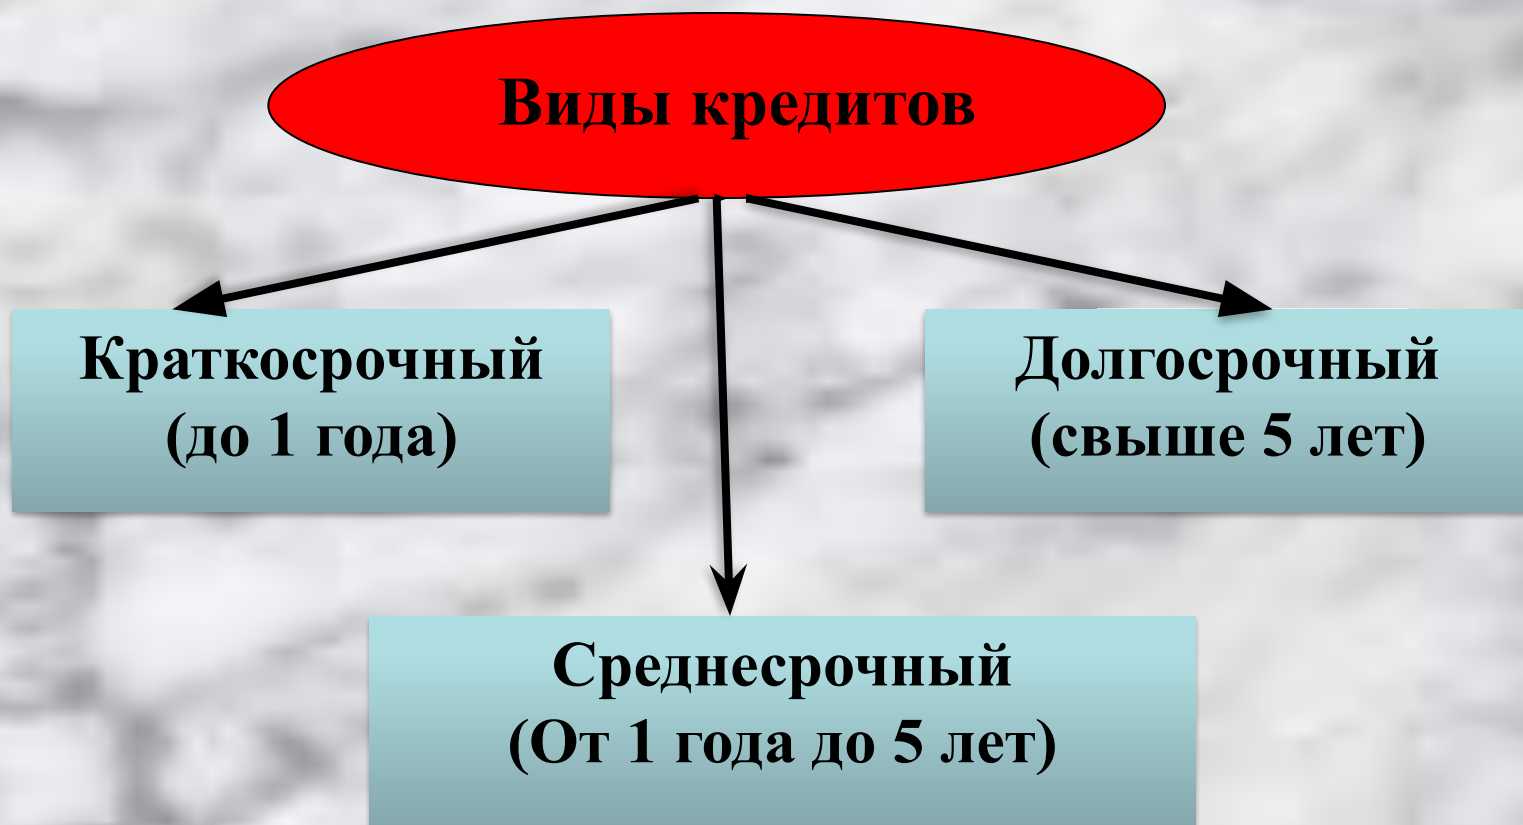 Виды кредитов
Краткосрочный
(до 1 года)
Долгосрочный
(свыше 5 лет)
Среднесрочный
(От 1 года до 5 лет)